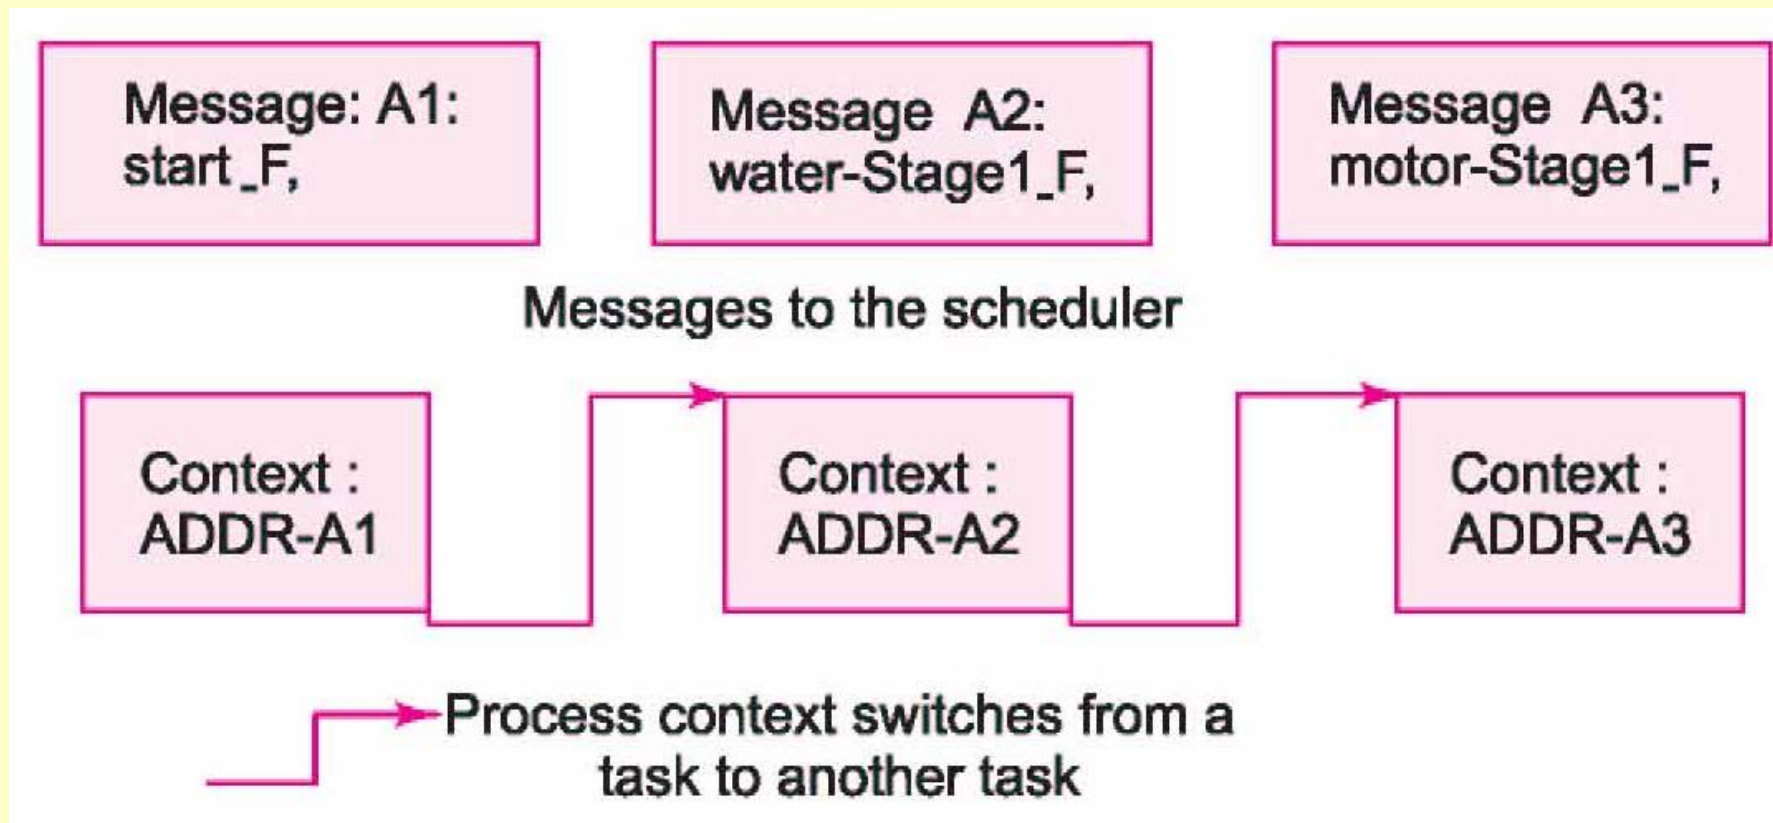 Message: A1:
start_F,
Message A2:
water-Stage1_F,
Message A3:
motor-Stage1_F,
Messages to the scheduler
Context :
ADDR-A1
Context :
ADDR-A2
Context :
ADDR-A3
Process context switches from a
task to another task